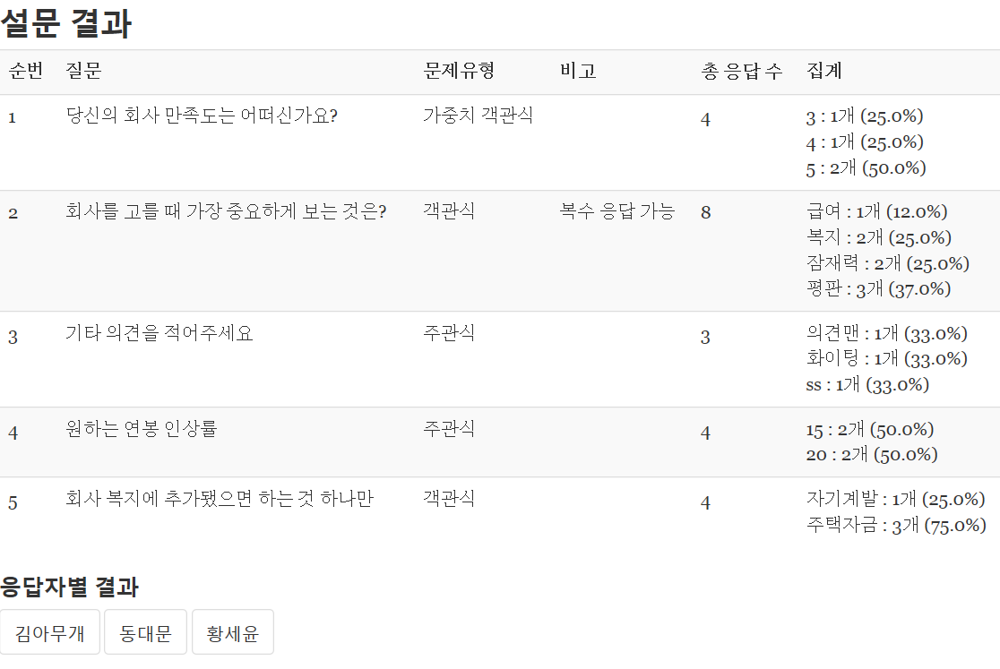 설문 결과
순번 질문 문제유형 비고 총 응답 수 집계
1 당신의 회사 만족도는 어떠신가요? 가중치 객관식 4 3 : 1개 (25.0%)
4 : 1개 (25.0%)
5 : 2개 (50.0%)
2 회사를 고를 때 가장 중요하게 보는 것은? 객관식 복수 응답 가능 8 급여 : 1개 (12.0%)
복지 : 2개 (25.0%)
잠재력 : 2개 (25.0%)
평판 : 3개 (37.0%)
3 기타 의견을 적어주세요 주관식 3 의견맨 : 1개 (33.0%)
화이팅 : 1개 (33.0%)
ss : 1개 (33.0%)
4 원하는 연봉 인상률 주관식 4 15 : 2개 (50.0%)
20 : 2개 (50.0%)
5 회사 복지에 추가됐으면 하는 것 하나만 객관식 4 자기계발 : 1개 (25.0%)
주택자금 : 3개 (75.0%)
응답자별 결과
김아무개 동대문 황세윤